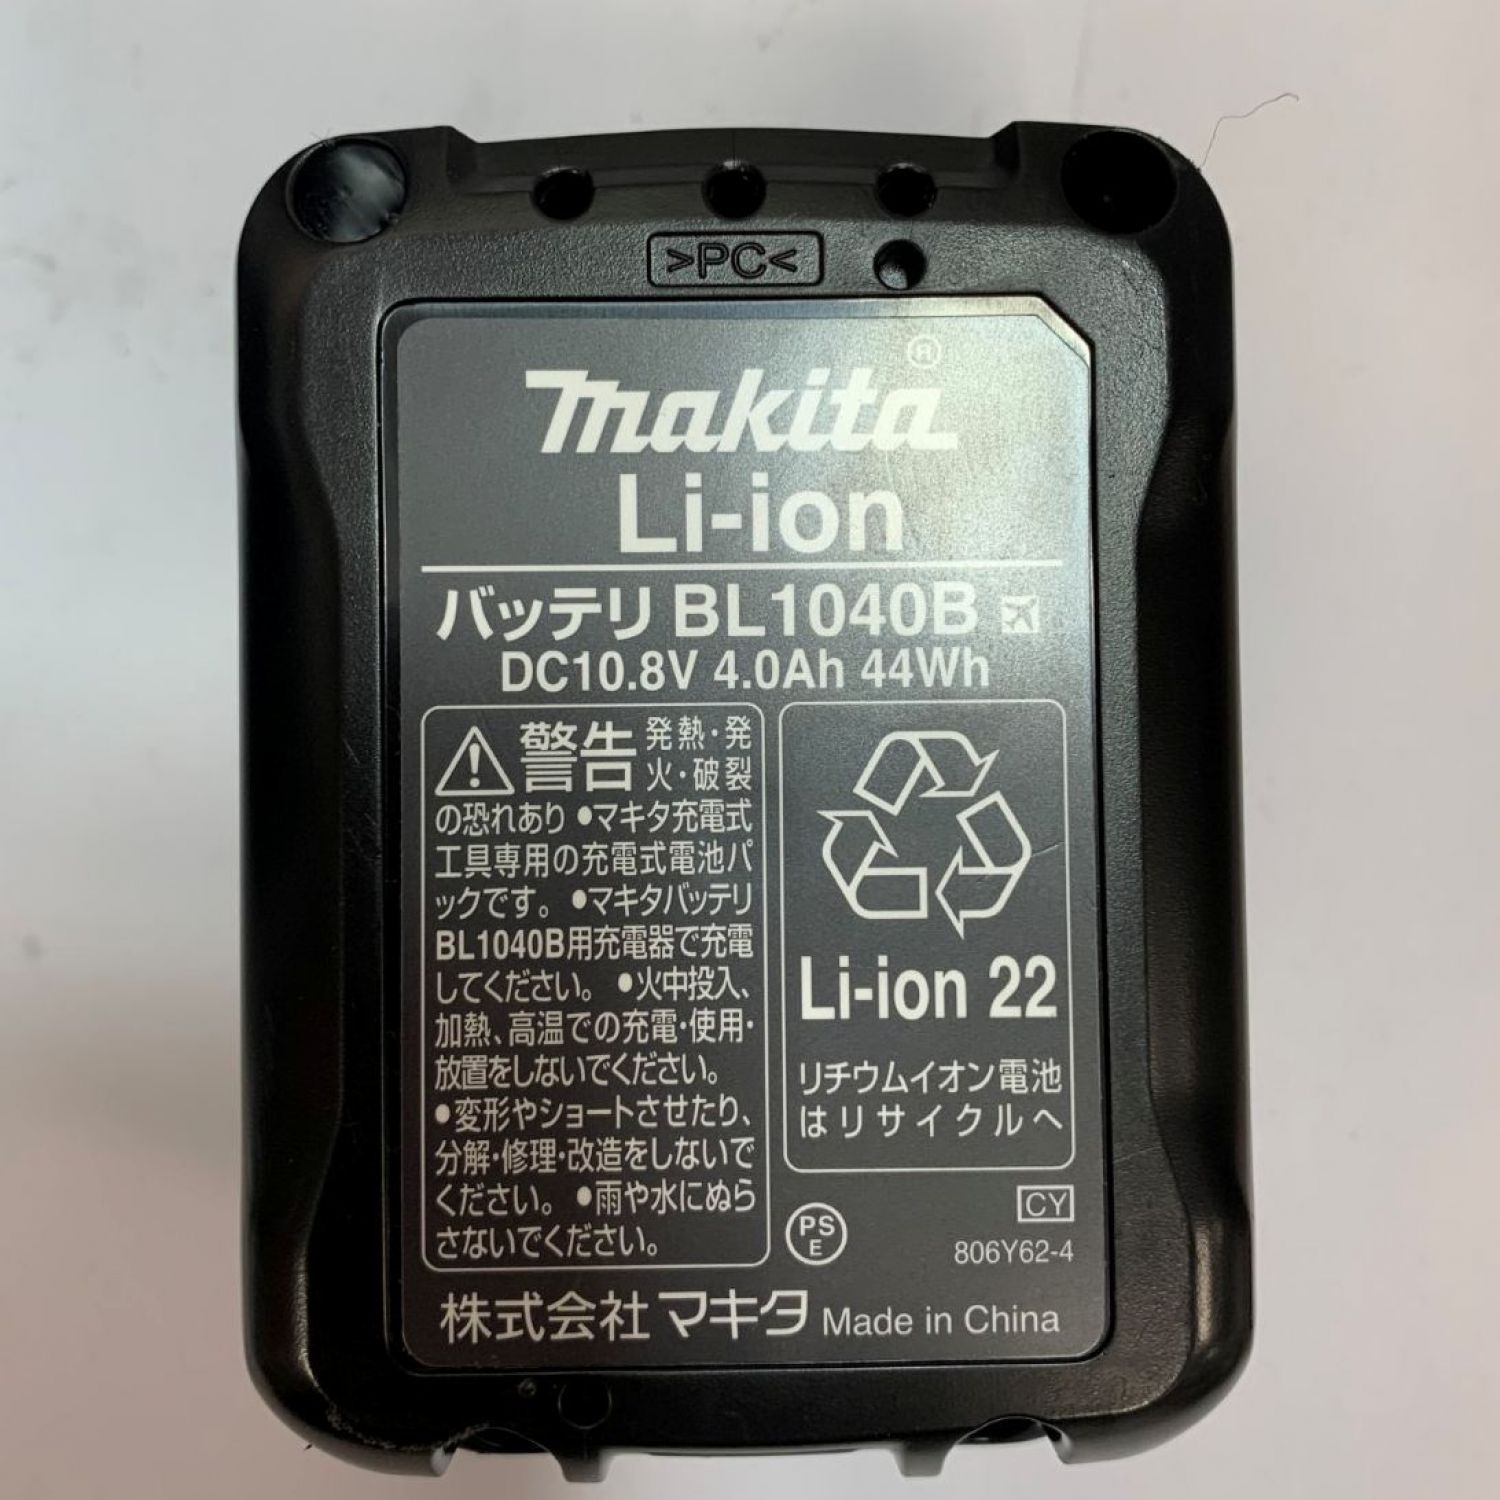 >PC<
makita®
Li-ion
バッテリ BL1040B
DC10.8V 4.0Ah 44Wh
警告 発熱・発
火・破裂
の恐れあり ●マキタ充電式
工具専用の充電式電池パ
ックです。 ●マキタバッテリ
BL1040B用充電器で充電
してください。 ●火中投入、
加熱、高温での充電・使用・
放置をしないでください。
●変形やショートさせたり、
分解・修理・改造をしないで
ください。 ●雨や水にぬら
さないでください。
Li-ion 22
リチウムイオン電池
はリサイクルへ
CY
PS
E
806Y62-4
株式会社マキタ Made in China